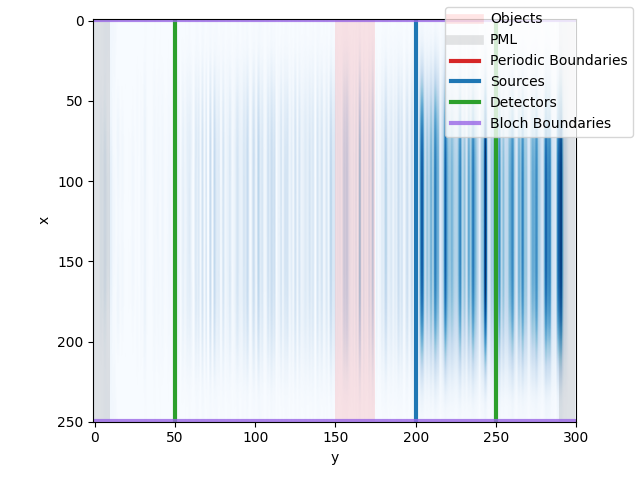 Objects
PML
Periodic Boundaries
Sources
Detectors
Bloch Boundaries
0
50
100
150
200
250
x
0 50 100 150 200 250 300
y